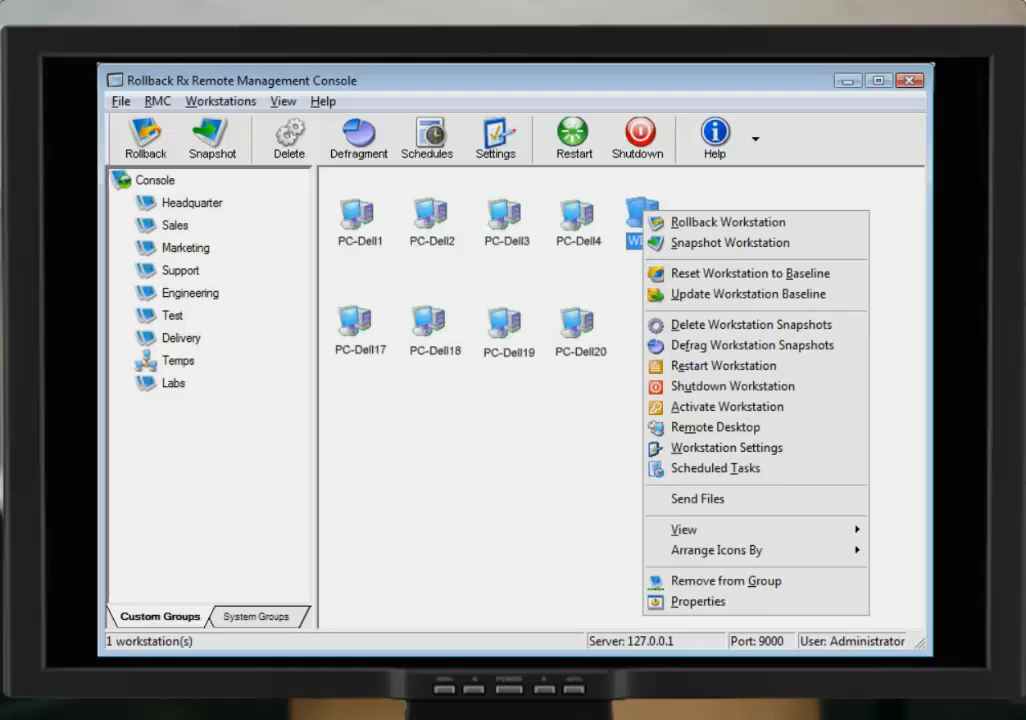 Rollback Rx Remote Management Console
File RMC Workstations View Help
Rollback Snapshot Delete Defragment Schedules Settings Restart Shutdown Help
Console
Headquarter
Sales
Marketing
Support
Engineering
Test
Delivery
Temps
Labs
PC-Dell1 PC-Dell2 PC-Dell3 PC-Dell4
PC-Dell17 PC-Dell18 PC-Dell19 PC-Dell20
Rollback Workstation
Snapshot Workstation
Reset Workstation to Baseline
Update Workstation Baseline
Delete Workstation Snapshots
Defrag Workstation Snapshots
Restart Workstation
Shutdown Workstation
Activate Workstation
Remote Desktop
Workstation Settings
Scheduled Tasks
Send Files
View
Arrange Icons By
Remove from Group
Properties
Custom Groups System Groups
1 workstation(s) Server: 127.0.0.1 Port: 9000 User: Administrator